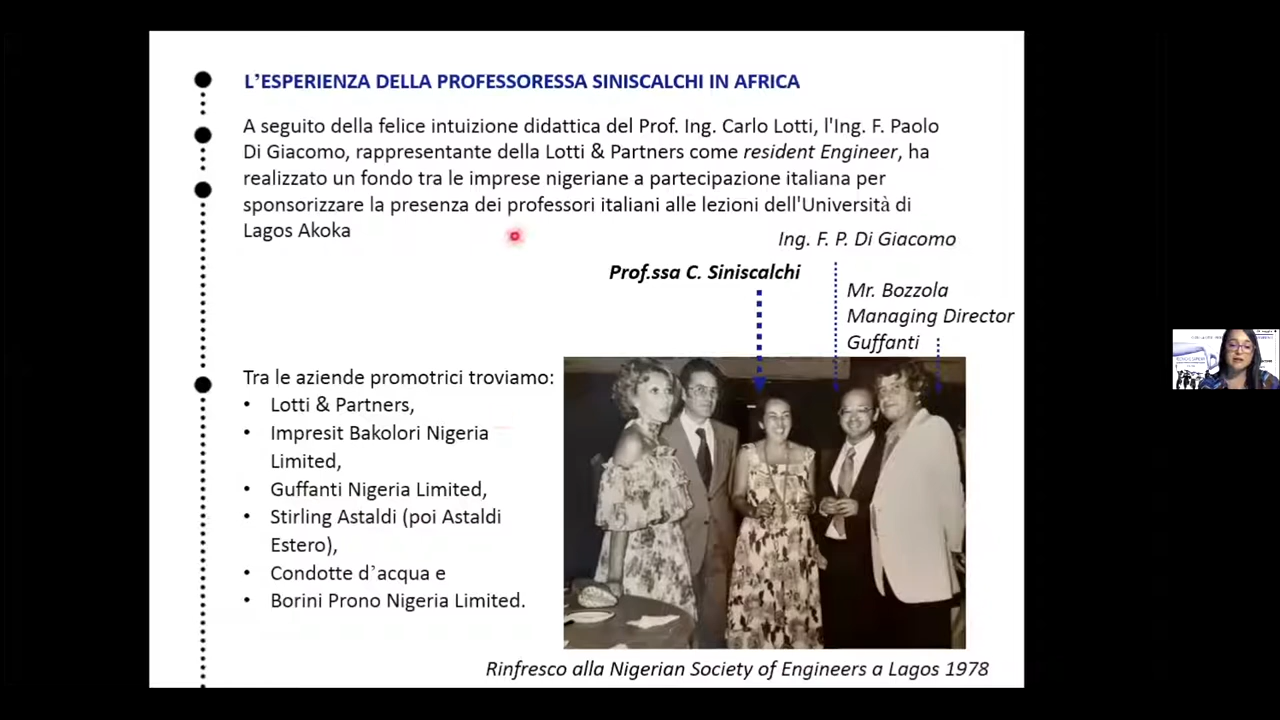 L’ESPERIENZA DELLA PROFESSORESSA SINISCALCHI IN AFRICA
A seguito della felice intuizione didattica del Prof. Ing. Carlo Lotti, l'Ing. F. Paolo
Di Giacomo, rappresentante della Lotti & Partners come resident Engineer, ha
realizzato un fondo tra le imprese nigeriane a partecipazione italiana per
sponsorizzare la presenza dei professori italiani alle lezioni dell'Università di
Lagos Akoka
Ing. F. P. Di Giacomo
Prof.ssa C. Siniscalchi
Mr. Bozzola
Managing Director
Guffanti
Tra le aziende promotrici troviamo:
• Lotti & Partners,
• Impresit Bakolori Nigeria
Limited,
• Guffanti Nigeria Limited,
• Stirling Astaldi (poi Astaldi
Estero),
• Condotte d’acqua e
• Borini Prono Nigeria Limited.
Rinfresco alla Nigerian Society of Engineers a Lagos 1978